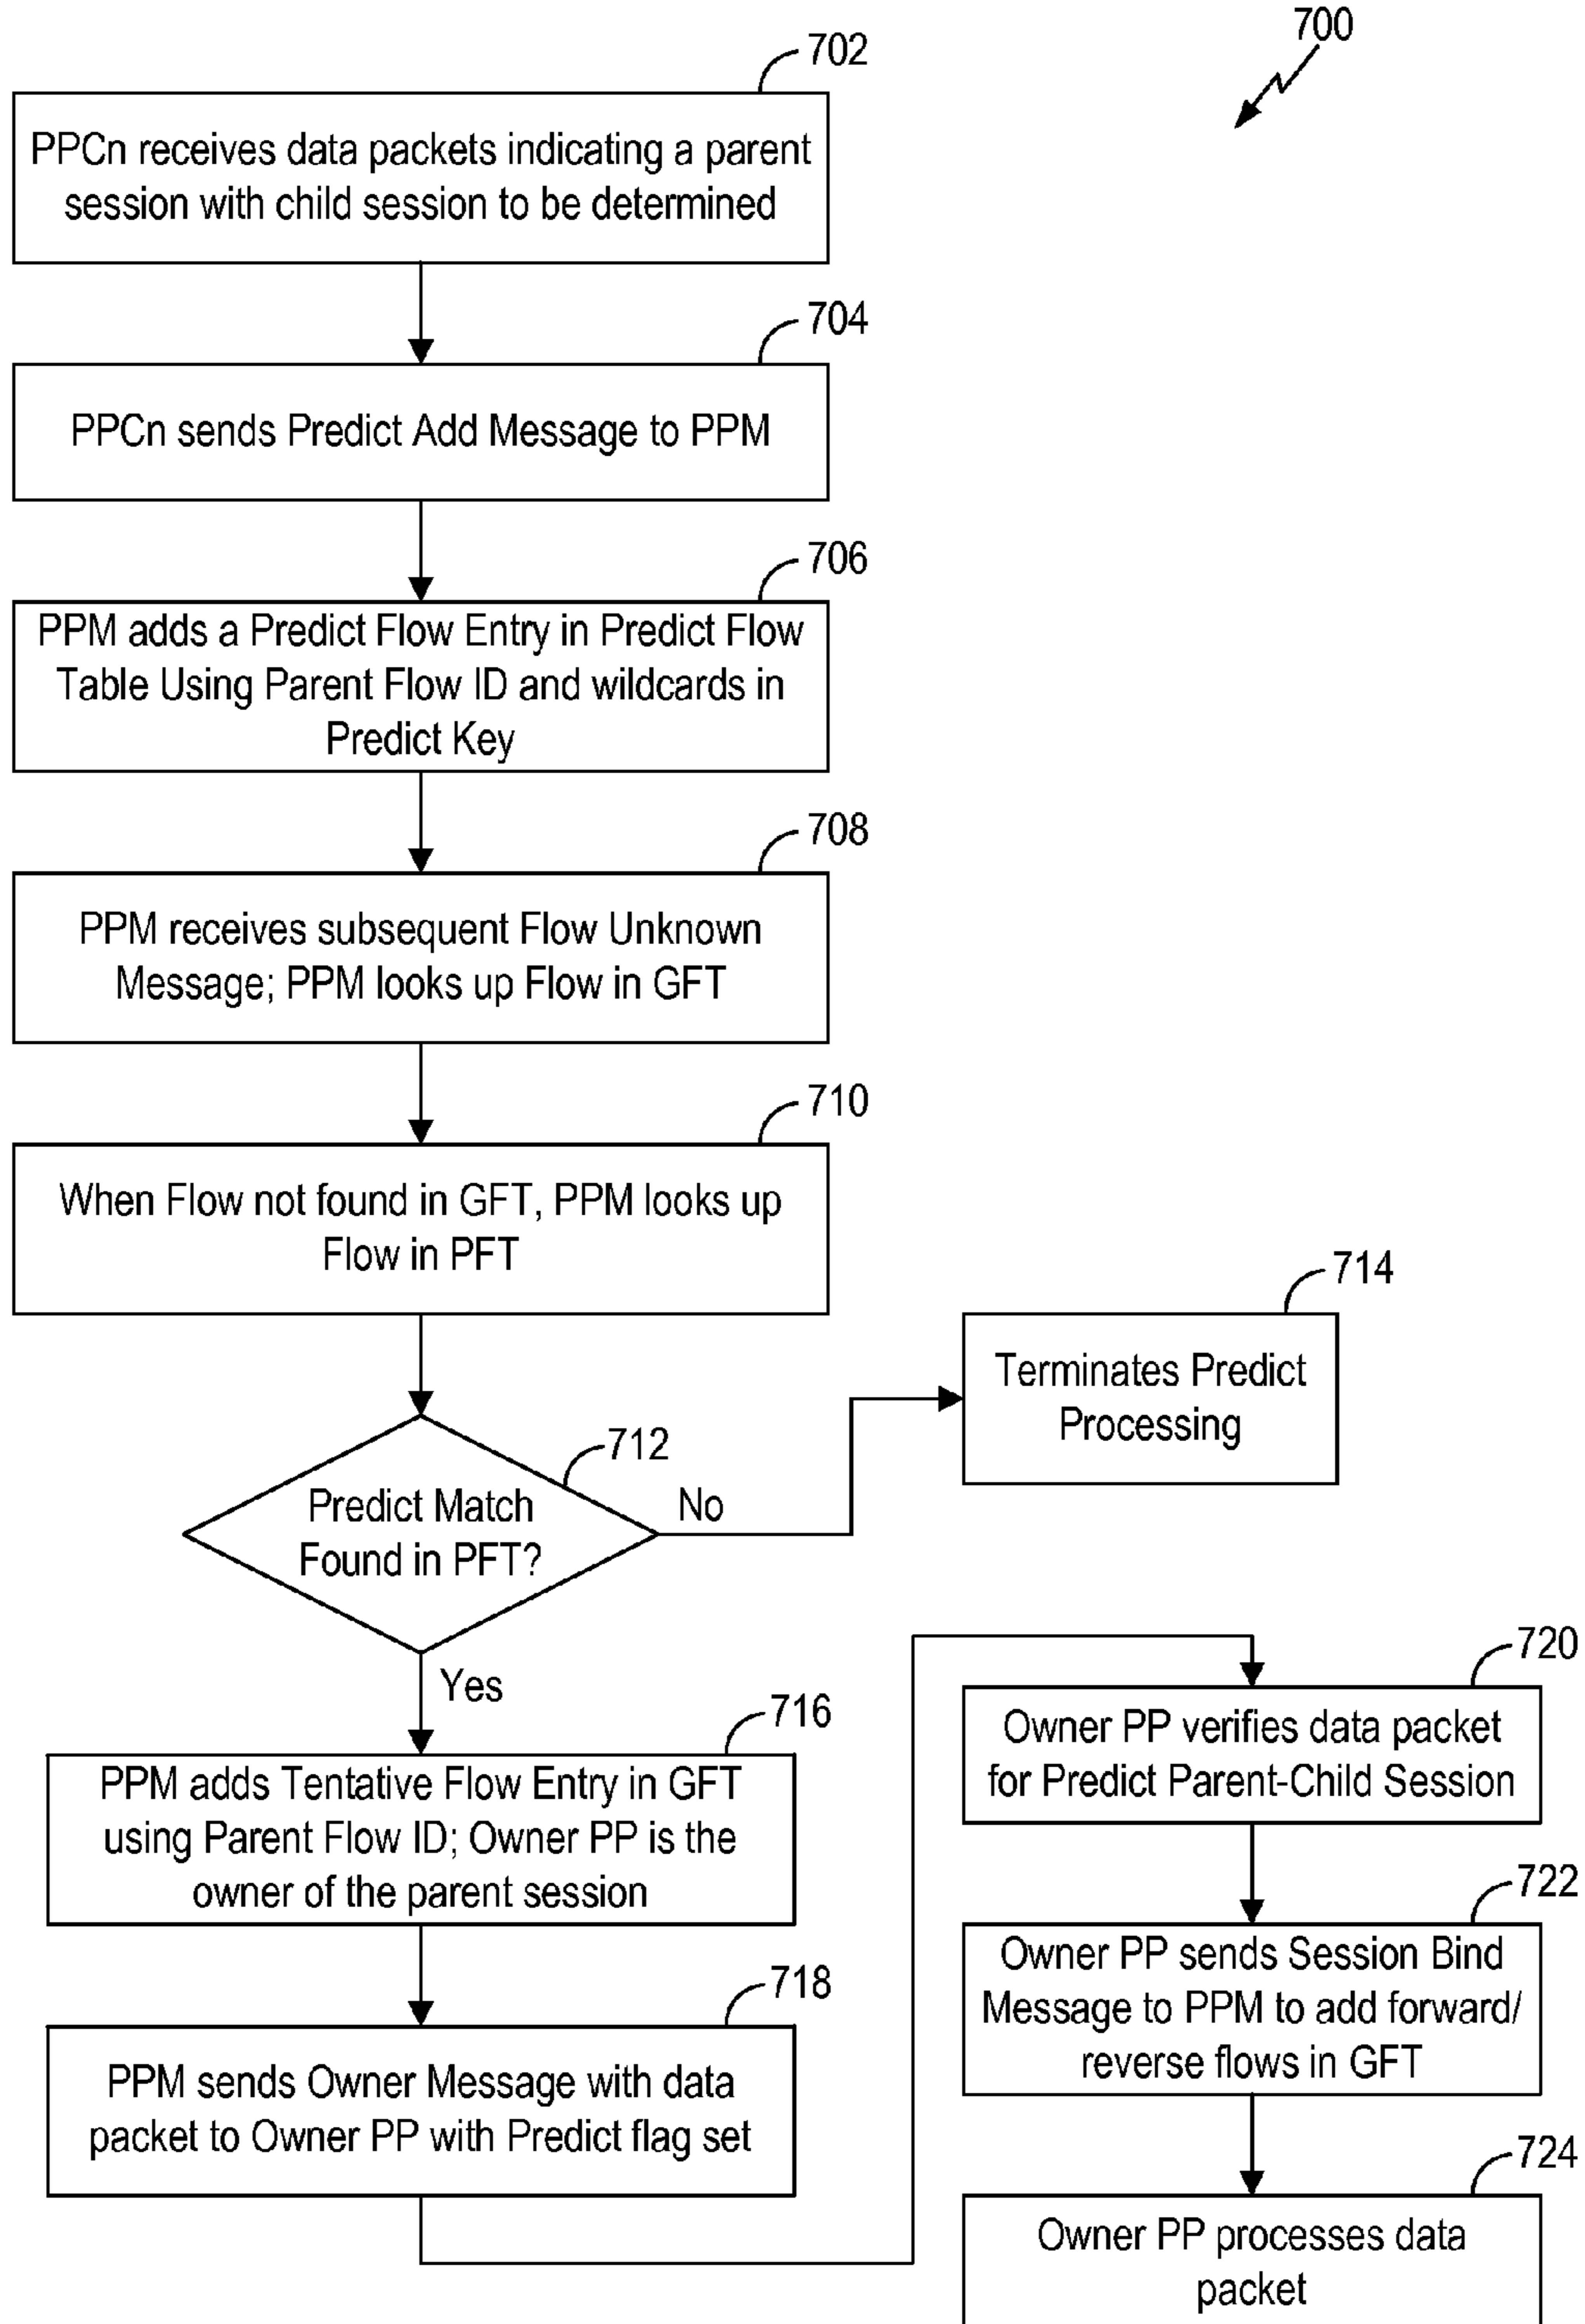 700
702
PPCn receives data packets indicating a parent
session with child session to be determined
704
PPCn sends Predict Add Message to PPM
706
PPM adds a Predict Flow Entry in Predict Flow
Table Using Parent Flow ID and wildcards in
Predict Key
708
PPM receives subsequent Flow Unknown
Message; PPM looks up Flow in GFT
710
When Flow not found in GFT, PPM looks up
Flow in PFT
712
Predict Match
Found in PFT?
No
714
Terminates Predict
Processing
Yes
716
PPM adds Tentative Flow Entry in GFT
using Parent Flow ID; Owner PP is the
owner of the parent session
718
PPM sends Owner Message with data
packet to Owner PP with Predict flag set
720
Owner PP verifies data packet
for Predict Parent-Child Session
722
Owner PP sends Session Bind
Message to PPM to add forward/
reverse flows in GFT
724
Owner PP processes data
packet